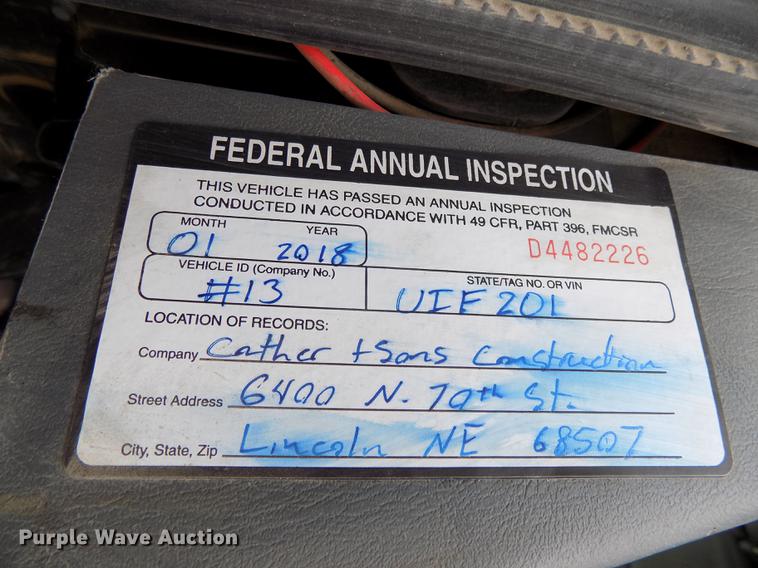 FEDERAL ANNUAL INSPECTION
THIS VEHICLE HAS PASSED AN ANNUAL INSPECTION
CONDUCTED IN ACCORDANCE WITH 49 CFR, PART 396, FMCSR
MONTH YEAR
01 2018
D4482226
VEHICLE ID (Company No.)
#13
STATE/TAG NO. OR VIN
UIF 201
LOCATION OF RECORDS:
Company Cather + Sons Construction
Street Address 6400 N. 70th St.
City, State, Zip Lincoln NE 68507
Purple Wave Auction